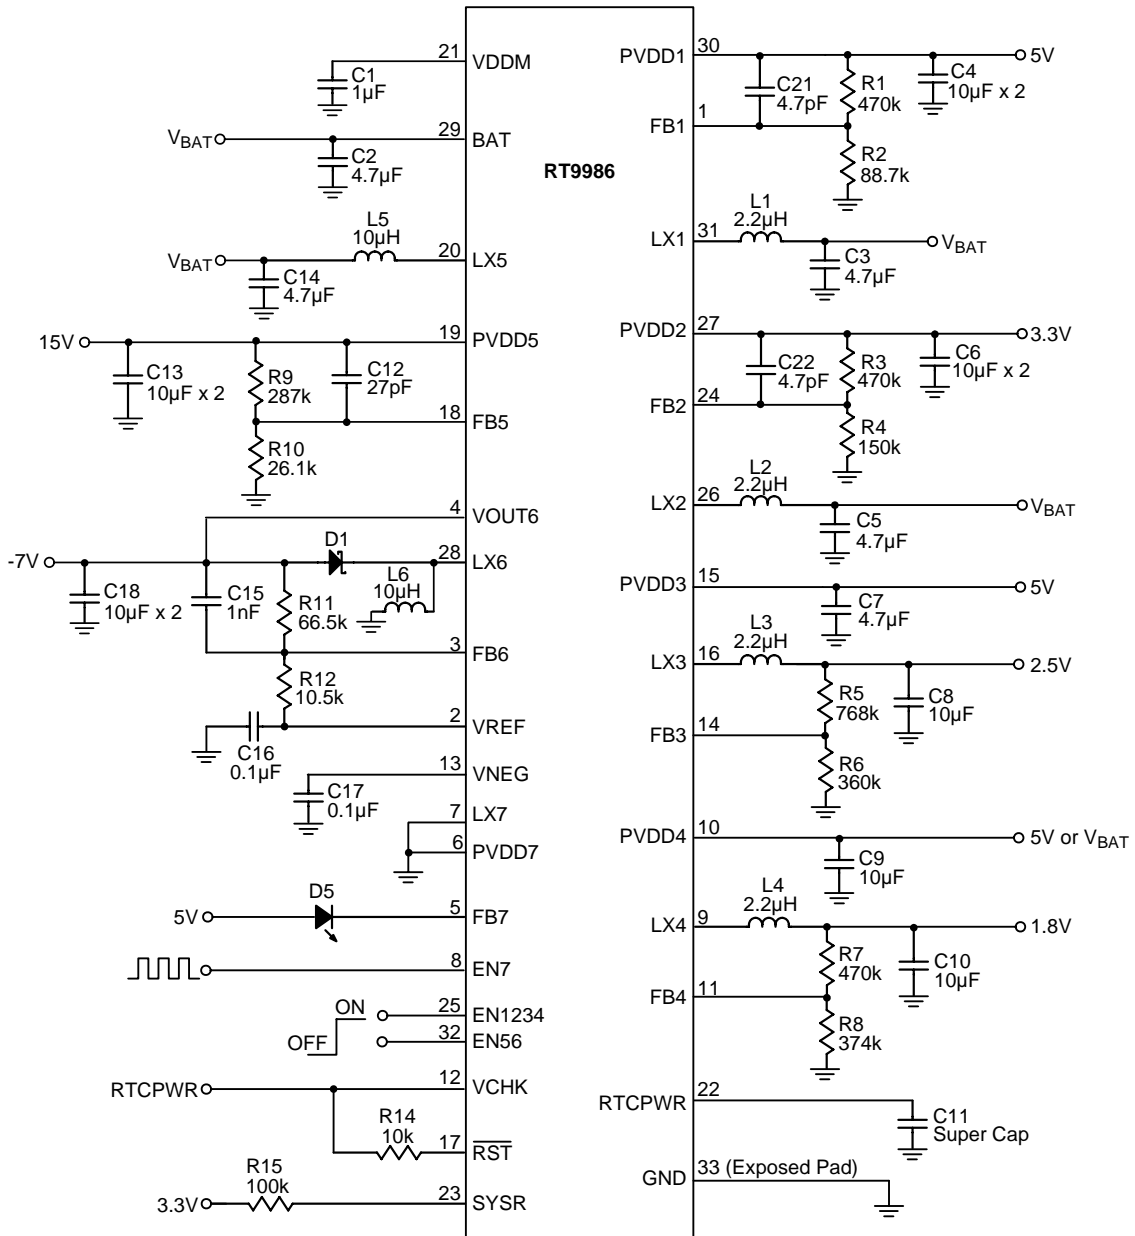 RT9986
21 VDDM
C1
1µF
VBAT
29 BAT
C2
4.7µF
L5
10µH
VBAT
20 LX5
C14
4.7µF
15V
19 PVDD5
C13
10µF x 2
R9
287k
C12
27pF
18 FB5
R10
26.1k
4 VOUT6
-7V
D1
28 LX6
L6
10µH
C18
10µF x 2
C15
1nF
R11
66.5k
3 FB6
R12
10.5k
2 VREF
C16
0.1µF
13 VNEG
C17
0.1µF
7 LX7
6 PVDD7
D5
5V
5 FB7
8 EN7
ON
OFF
25 EN1234
32 EN56
RTCPWR
12 VCHK
R14
10k
17 RST
R15
100k
3.3V
23 SYSR
PVDD1 30
5V
C21
4.7pF
R1
470k
C4
10µF x 2
FB1 1
R2
88.7k
L1
2.2µH
LX1 31
VBAT
C3
4.7µF
PVDD2 27
3.3V
C22
4.7pF
R3
470k
C6
10µF x 2
FB2 24
R4
150k
L2
2.2µH
LX2 26
VBAT
C5
4.7µF
PVDD3 15
5V
C7
4.7µF
L3
2.2µH
LX3 16
2.5V
R5
768k
C8
10µF
FB3 14
R6
360k
PVDD4 10
5V or VBAT
C9
10µF
L4
2.2µH
LX4 9
1.8V
R7
470k
C10
10µF
FB4 11
R8
374k
RTCPWR 22
C11
Super Cap
GND 33 (Exposed Pad)